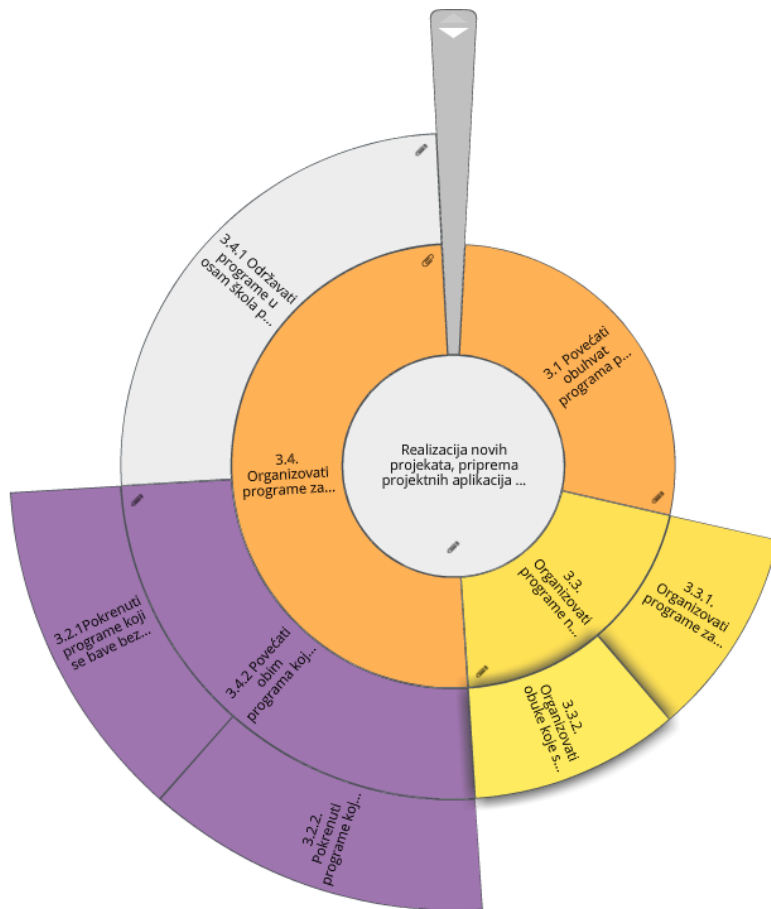 3.4.1 Održavati
programe u
osam škola p...
3.1 Povećati
obuhvat
programa p...
3.4.
Organizovati
programe za...
Realizacija novih
projekata, priprema
projektnih aplikacija ...
3.3.
Organizovati
programe n...
3.3.1.
Organizovati
programe za...
3.2.1Pokrenuti
programe koji
se bave bez...
3.4.2 Povećati
obim
programa koj...
3.3.2.
Organizovati
obuke koje s...
3.2.2.
Pokrenuti
programe koj...